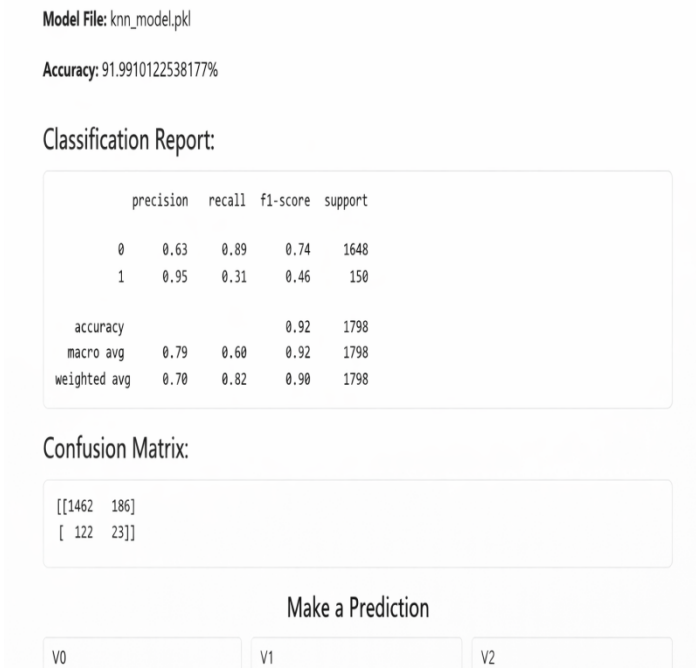 Model File: knn_model.pkl
Accuracy: 91.9910122538177%
Classification Report:
precision recall f1-score support
0 0.63 0.89 0.74 1648
1 0.95 0.31 0.46 150
accuracy 0.92 1798
macro avg 0.79 0.60 0.92 1798
weighted avg 0.70 0.82 0.90 1798
Confusion Matrix:
[[1462 186]
[ 122 23]]
Make a Prediction
V0 V1 V2